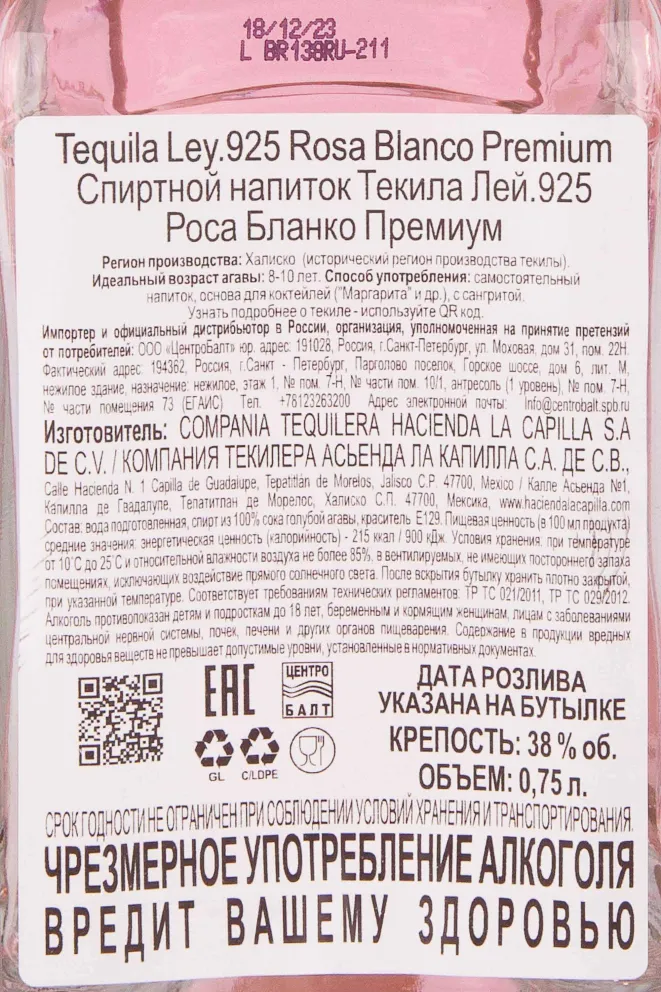 18/12/23
L BR138RU-211
Tequila Ley.925 Rosa Blanco Premium
Спиртной напиток Текила Лей.925
Роса Бланко Премиум
Регион производства: Халиско (исторический регион производства текилы).
Идеальный возраст агавы: 8-10 лет. Способ употребления: самостоятельный
напиток, основа для коктейлей ("Маргарита" и др.), с сангритой.
Узнать подробнее о текиле - используйте QR код.
Импортер и официальный дистрибьютор в России, организация, уполномоченная на принятие претензий
от потребителей: ООО «ЦентроБалт» юр. адрес: 191028, Россия, г.Санкт-Петербург, ул. Моховая, дом 31, пом. 22Н.
Фактический адрес: 194362, Россия, г.Санкт - Петербург, Парголово поселок, Горское шоссе, дом 6, лит. М,
нежилое здание, назначение: нежилое, этаж 1, № пом. 7-Н, № части пом. 10/1, антресоль (1 уровень), № пом. 7-Н,
№ части помещения 73 (ЕГАИС) Тел. +78123263200 Адрес электронной почты: Info@centrobalt.spb.ru
Изготовитель: COMPANIA TEQUILERA HACIENDA LA CAPILLA S.A
DE C.V. / КОМПАНИЯ ТЕКИЛЕРА АСЬЕНДА ЛА КАПИЛЛА С.А. ДЕ С.В.,
Calle Hacienda N. 1 Capilla de Guadalupe, Tepatitlán de Morelos, Jalisco C.P. 47700, Mexico / Калле Асьенда №1,
Капилла де Гвадалупе, Тепатитлан де Морелос, Халиско С.П. 47700, Мексика, www.haciendalacapilla.com
Состав: вода подготовленная, спирт из 100% сока голубой агавы, краситель Е129. Пищевая ценность (в 100 мл продукта)
средние значения: энергетическая ценность (калорийность) - 215 ккал / 900 кДж. Условия хранения: при температуре
от 10˚С до 25˚С и относительной влажности воздуха не более 85%, в вентилируемых, не имеющих постороннего запаха
помещениях, исключающих воздействие прямого солнечного света. После вскрытия бутылку хранить плотно закрытой,
при указанной температуре. Соответствует требованиям технических регламентов: ТР ТС 021/2011, ТР ТС 029/2012.
Алкоголь противопоказан детям и подросткам до 18 лет, беременным и кормящим женщинам, лицам с заболеваниями
центральной нервной системы, почек, печени и других органов пищеварения. Содержание в продукции вредных
для здоровья веществ не превышает допустимые уровни, установленные в нормативных документах.
ЕАС
ЦЕНТРО
БАЛТ
GL C/LDPE
ДАТА РОЗЛИВА
УКАЗАНА НА БУТЫЛКЕ
КРЕПОСТЬ: 38 % об.
ОБЪЕМ: 0,75 л.
СРОК ГОДНОСТИ НЕ ОГРАНИЧЕН ПРИ СОБЛЮДЕНИИ УСЛОВИЙ ХРАНЕНИЯ И ТРАНСПОРТИРОВАНИЯ.
ЧРЕЗМЕРНОЕ УПОТРЕБЛЕНИЕ АЛКОГОЛЯ
ВРЕДИТ ВАШЕМУ ЗДОРОВЬЮ